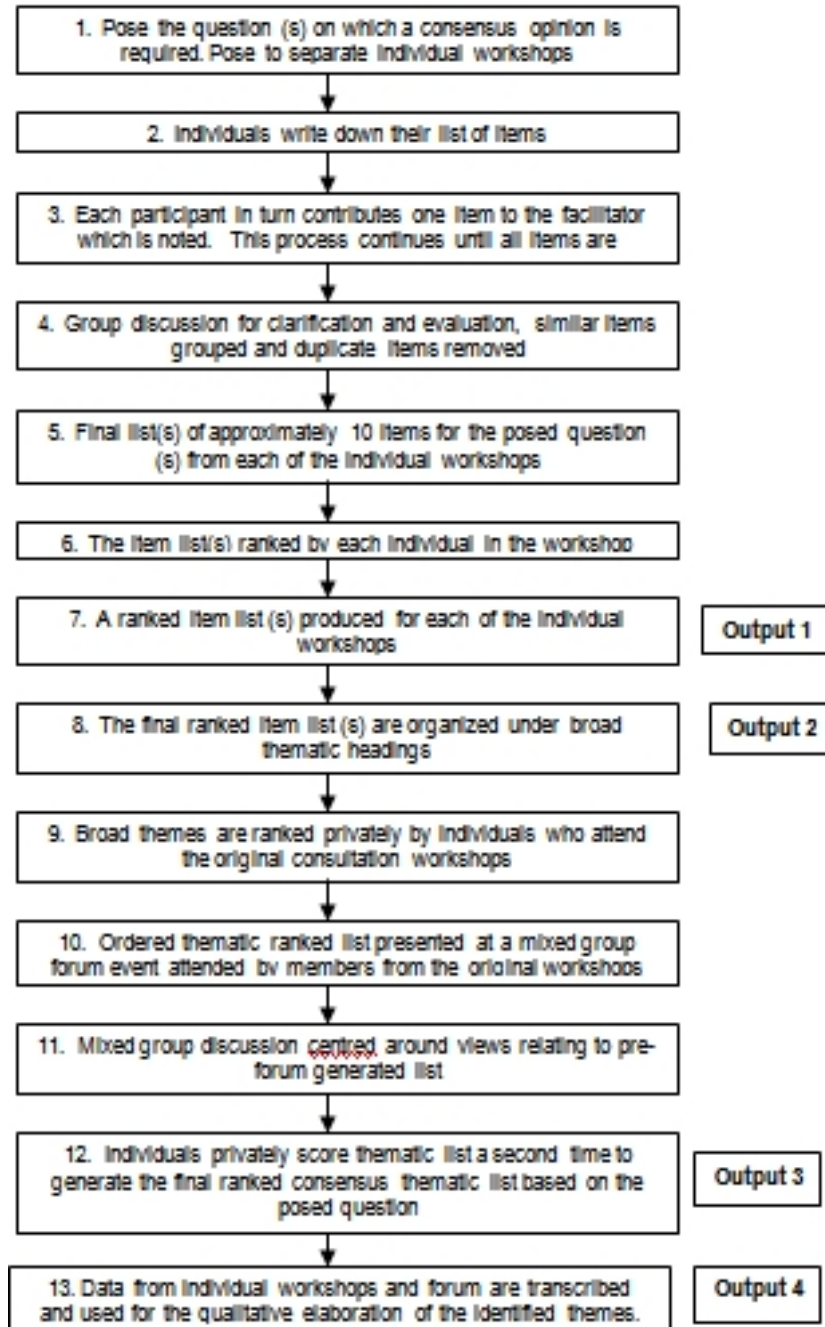 1. Pose the question (s) on which a consensus opinion is
required. Pose to separate individual workshops
2. Individuals write down their list of items
3. Each participant in turn contributes one item to the facilitator
which is noted. This process continues until all items are
4. Group discussion for clarification and evaluation, similar items
grouped and duplicate items removed
5. Final list(s) of approximately 10 items for the posed question
(s) from each of the individual workshops
6. The item list(s) ranked by each individual in the workshop
7. A ranked item list (s) produced for each of the individual
workshops
Output 1
8. The final ranked item list (s) are organized under broad
thematic headings
Output 2
9. Broad themes are ranked privately by individuals who attend
the original consultation workshops
10. Ordered thematic ranked list presented at a mixed group
forum event attended by members from the original workshops
11. Mixed group discussion centred around views relating to pre-
forum generated list
12. Individuals privately score thematic list a second time to
generate the final ranked consensus thematic list based on the
posed question
Output 3
13. Data from individual workshops and forum are transcribed
and used for the qualitative elaboration of the identified themes.
Output 4